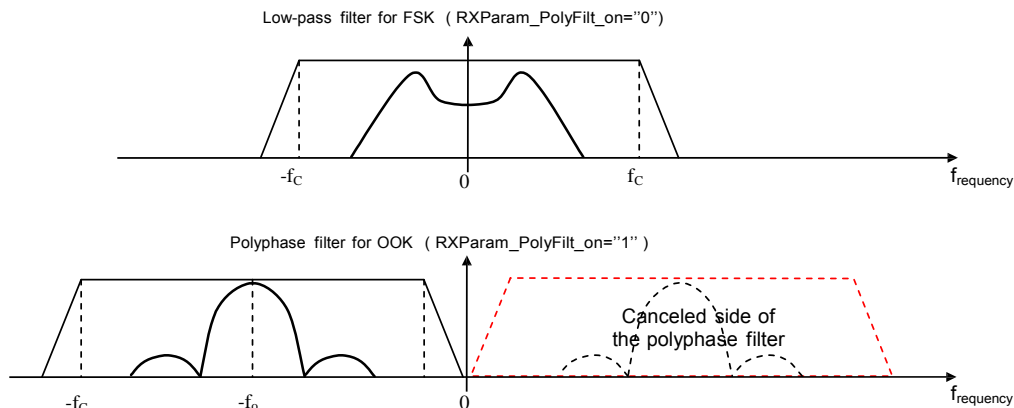 Low-pass filter for FSK ( RXParam_PolyFilt_on=''0'')
-fC
0
fC
frequency
Polyphase filter for OOK ( RXParam_PolyFilt_on=''1'' )
Canceled side of
the polyphase filter
-fC
-f0
0
frequency